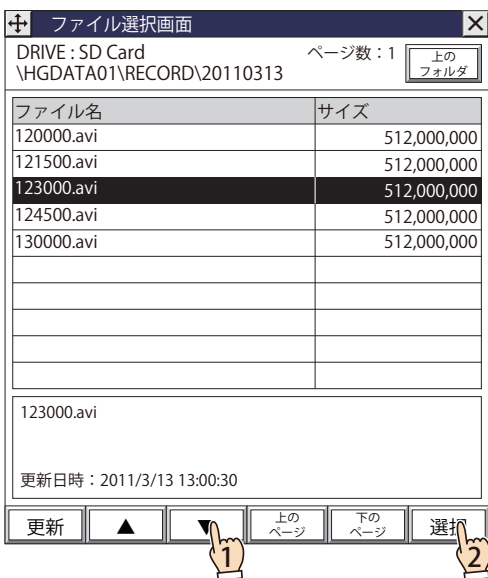 ファイル選択画面
DRIVE : SD Card ページ数：1 上の
フォルダ
\HGDATA01\RECORD\20110313
ファイル名 サイズ
120000.avi 512,000,000
121500.avi 512,000,000
123000.avi 512,000,000
124500.avi 512,000,000
130000.avi 512,000,000
123000.avi
更新日時：2011/3/13 13:00:30
更新 ▲ ▼ 上の
ページ 下の
ページ 選択
1 2